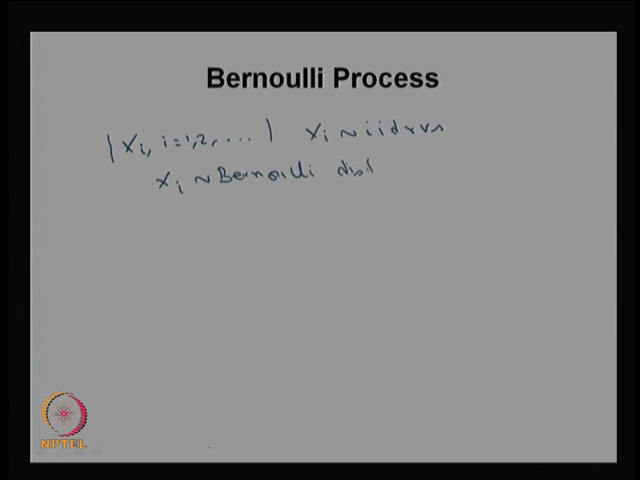 Bernoulli Process
{Xi, i=1,2,...} Xi ~ iid rvs
Xi ~ Bernoulli dist
NPTEL